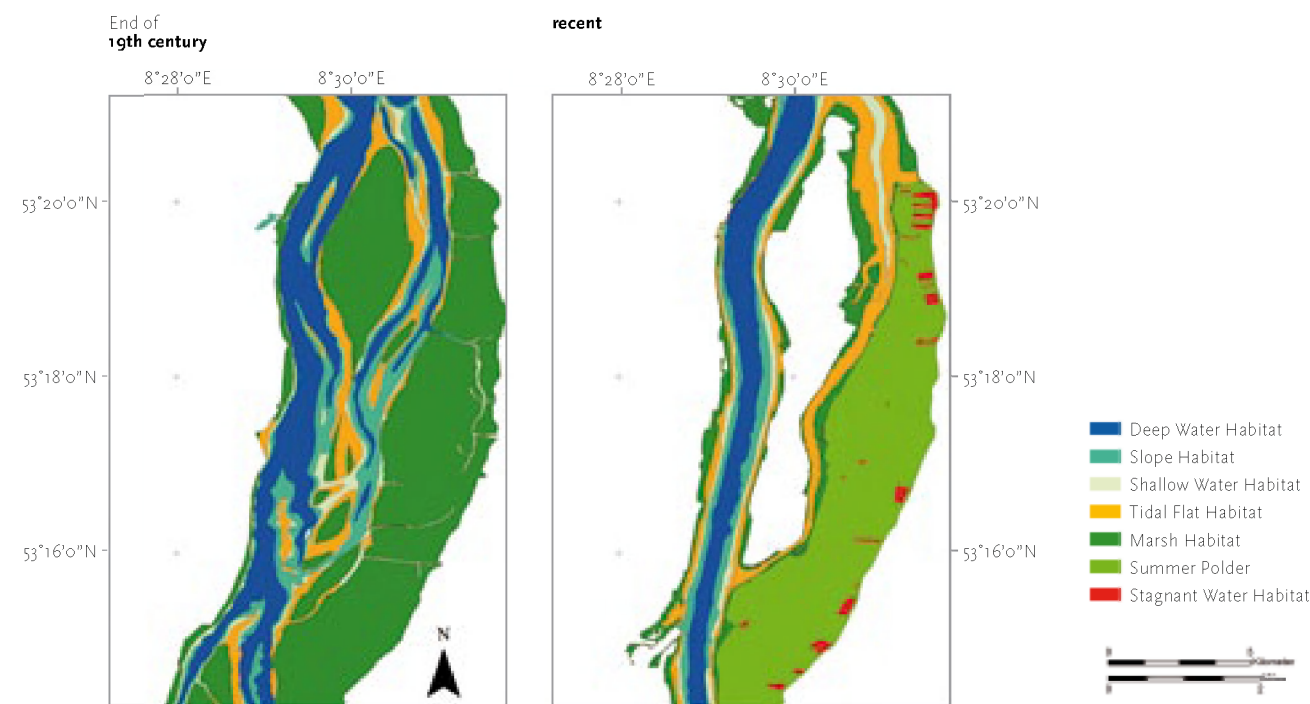 End of
19th century
recent
8°28'0"E
8°30'0"E
8°28'0"E
8°30'0"E
53°20'0"N
53°20'0"N
53°18'0"N
53°18'0"N
53°16'0"N
53°16'0"N
N
Deep Water Habitat
Slope Habitat
Shallow Water Habitat
Tidal Flat Habitat
Marsh Habitat
Summer Polder
Stagnant Water Habitat